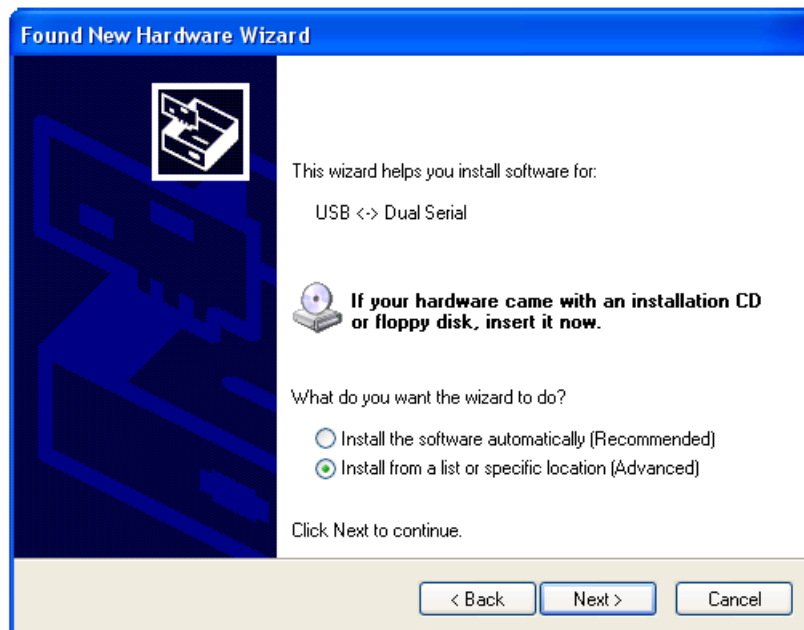 Found New Hardware Wizard
This wizard helps you install software for:
USB <-> Dual Serial
If your hardware came with an installation CD
or floppy disk, insert it now.
What do you want the wizard to do?
Install the software automatically (Recommended)
Install from a list or specific location (Advanced)
Click Next to continue.
< Back
Next >
Cancel